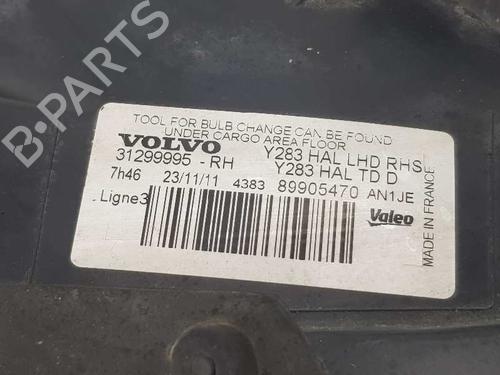 TOOL FOR BULB CHANGE CAN BE FOUND
UNDER CARGO AREA FLOOR
VOLVO Y283 HAL LHD RHS
31299995 - RH Y283 HAL TD D
7h46 23/11/11 4383 89905470 AN1JE
Ligne3
Valeo
MADE IN FRANCE
B-PARTS